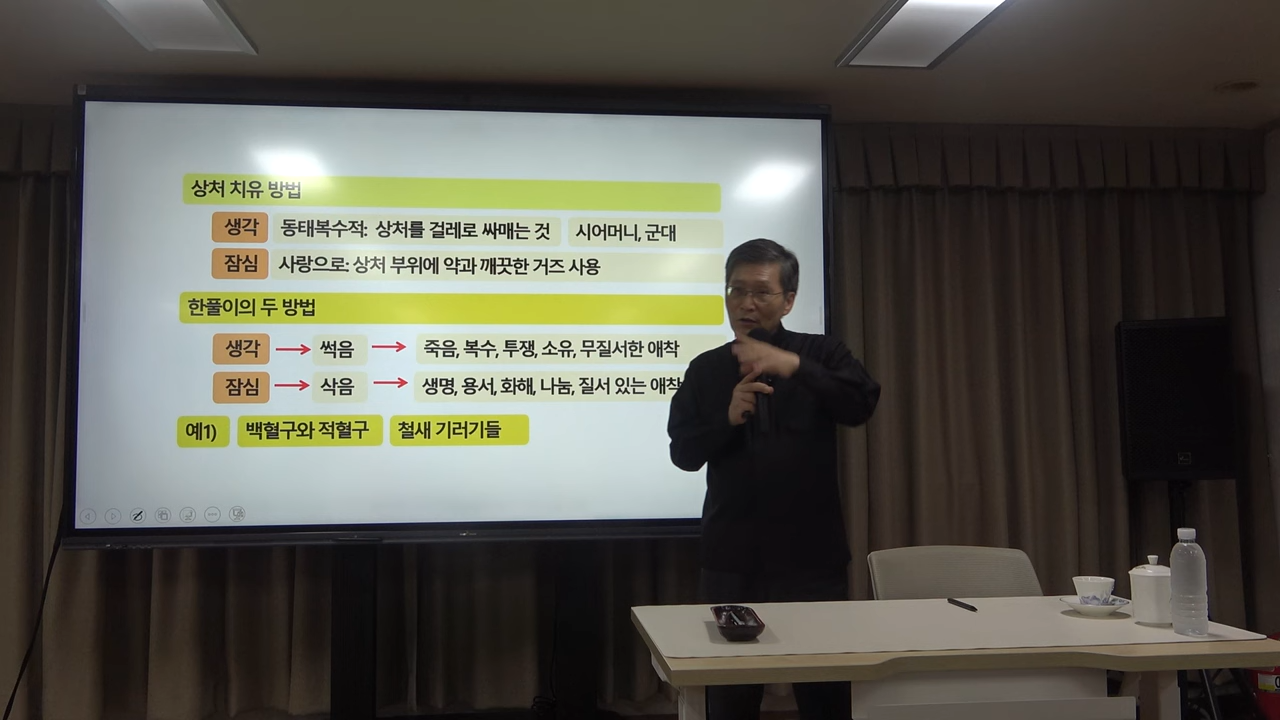 상처 치유 방법
생각 동태복수적: 상처를 걸레로 싸매는 것 시어머니, 군대
잠심 사랑으로: 상처 부위에 약과 깨끗한 거즈 사용
한풀이의 두 방법
생각 → 썩음 → 죽음, 복수, 투쟁, 소유, 무질서한 애착
잠심 → 삭음 → 생명, 용서, 화해, 나눔, 질서 있는 애착
예1) 백혈구와 적혈구 철새 기러기들